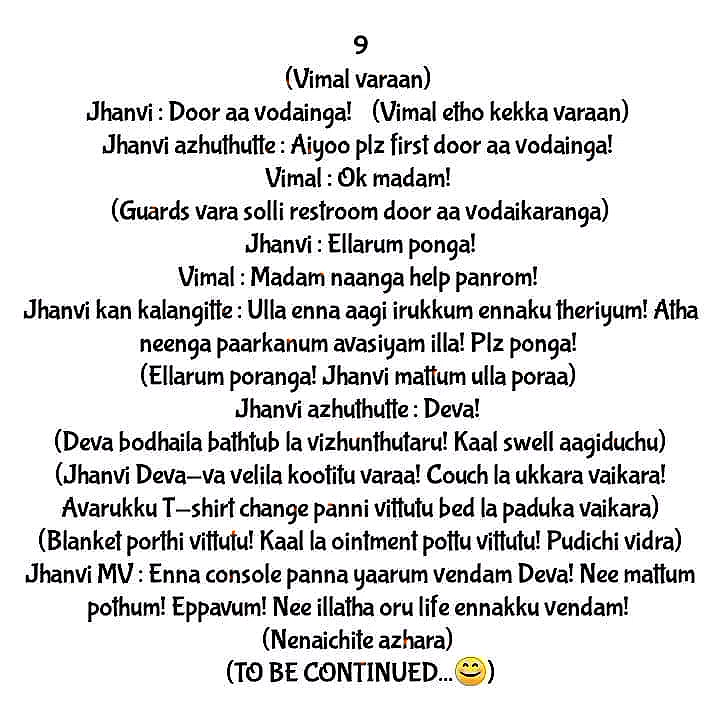 9
(Vimal varaan)
Jhanvi : Door aa vodainga! (Vimal etho kekka varaan)
Jhanvi azhuthutte : Aiyoo plz first door aa vodainga!
Vimal : Ok madam!
(Guards vara solli restroom door aa vodaikaranga)
Jhanvi : Ellarum ponga!
Vimal : Madam naanga help panrom!
Jhanvi kan kalangitte : Ulla enna aagi irukkum ennaku theriyum! Atha
neenga paarkanum avasiyam illa! Plz ponga!
(Ellarum poranga! Jhanvi mattum ulla poraa)
Jhanvi azhuthutte : Deva!
(Deva bodhaila bathtub la vizhunthutaru! Kaal swell aagiduchu)
(Jhanvi Deva-va velila kootitu varaa! Couch la ukkara vaikara!
Avarukku T-shirt change panni vittutu bed la paduka vaikara)
(Blanket porthi vittutu! Kaal la ointment pottu vittutu! Pudichi vidra)
Jhanvi MV : Enna console panna yaarum vendam Deva! Nee mattum
pothum! Eppavum! Nee illatha oru life ennakku vendam!
(Nenaichite azhara)
(TO BE CONTINUED...😊)